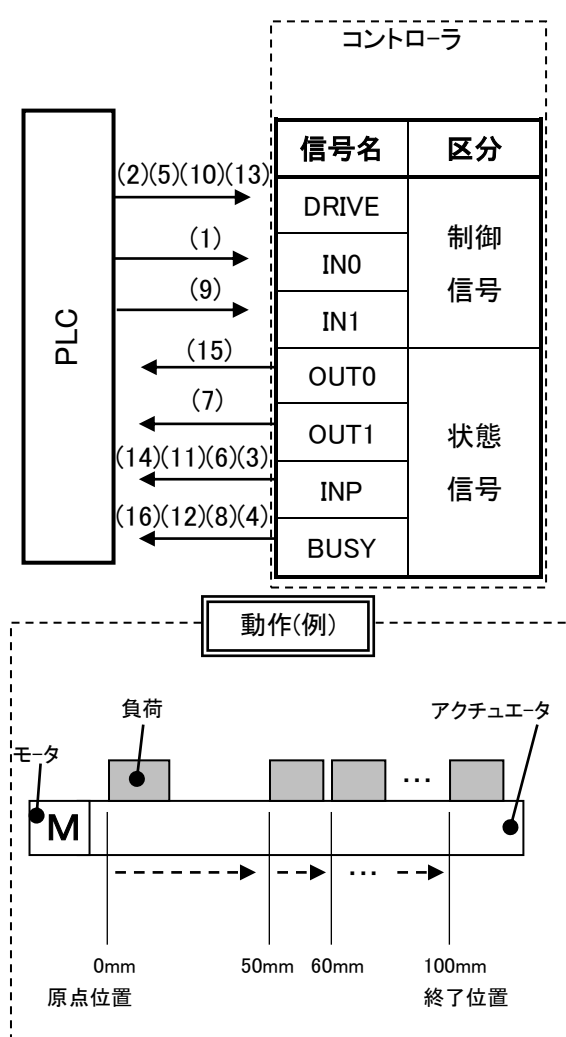 コントロｰラ
PLC
信号名 区分
(2)(5)(10)(13) DRIVE
制御
信号
(1) IN0
(9) IN1
(15) OUT0
(7) OUT1
状態
信号
(14)(11)(6)(3) INP
(16)(12)(8)(4) BUSY
動作(例)
負荷 アクチュエｰタ
モｰタ
M
...
...
0mm 50mm 60mm 100mm
原点位置 終了位置